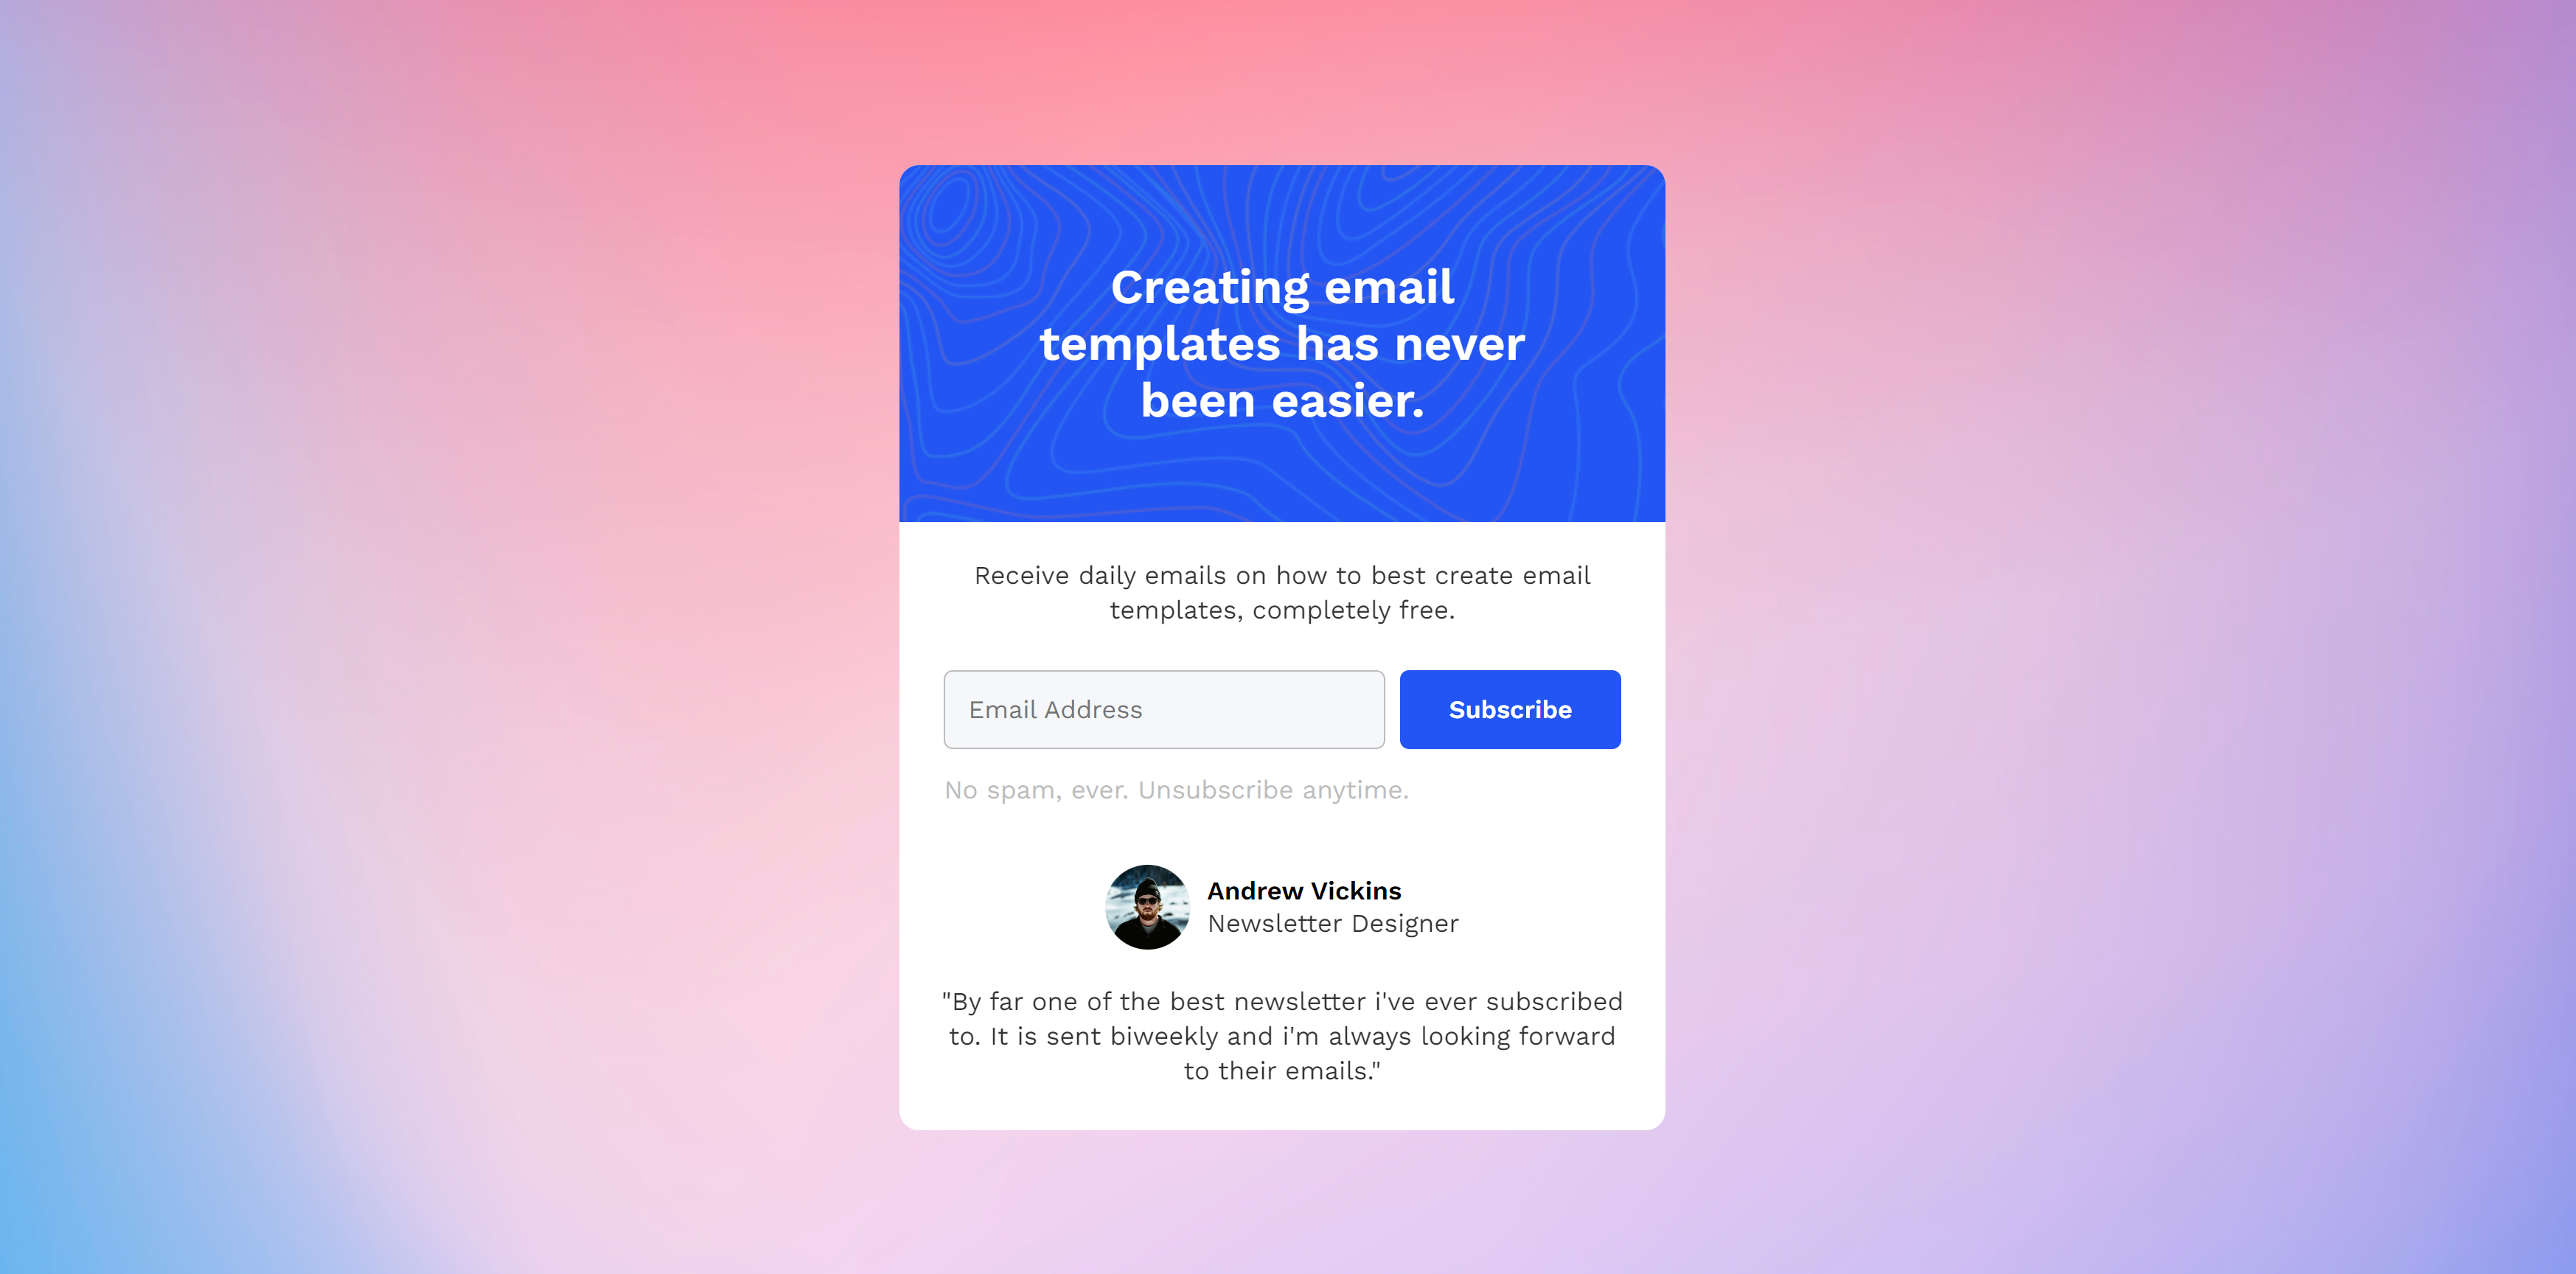 Creating email
templates has never
been easier.
Receive daily emails on how to best create email
templates, completely free.
Email Address
Subscribe
No spam, ever. Unsubscribe anytime.
Andrew Vickins
Newsletter Designer
"By far one of the best newsletter i've ever subscribed
to. It is sent biweekly and i'm always looking forward
to their emails."